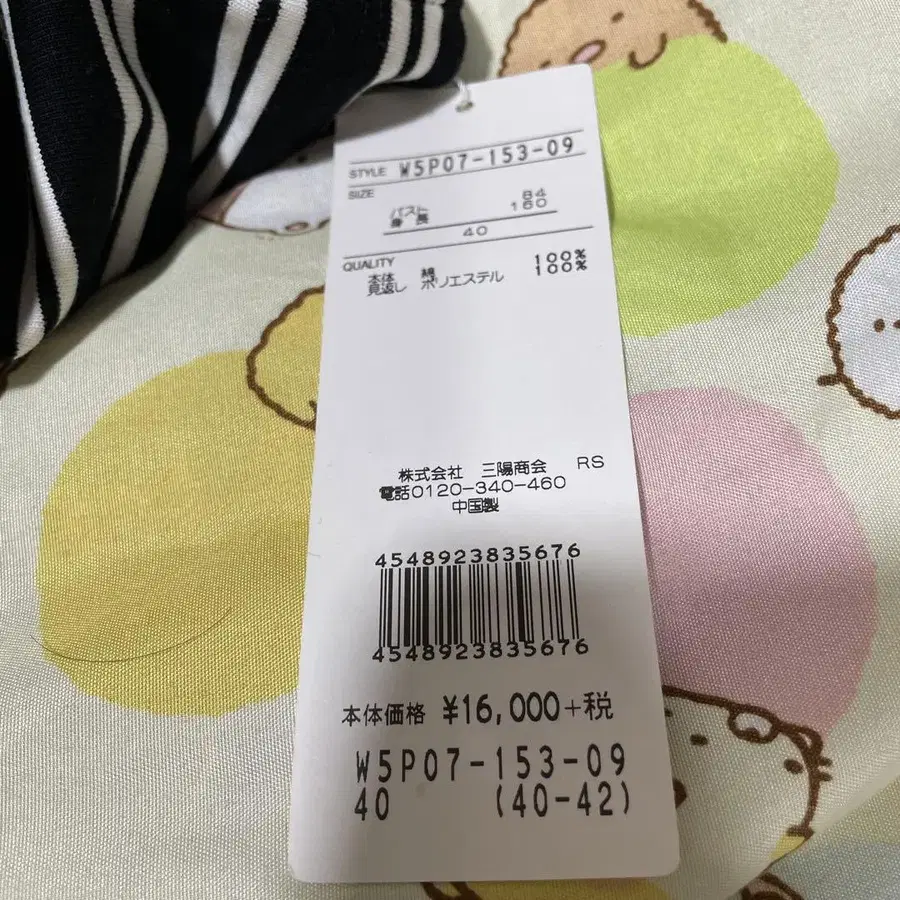 STYLE W5P07-153-09
SIZE
バスト 84
身長 160
40
QUALITY
本体 綿 100%
見返し ポリエステル 100%
株式会社 三陽商会 RS
電話0120-340-460
中国製
4548923835676
4548923835676
本体価格 ¥16,000+税
W5P07-153-09
40 (40-42)